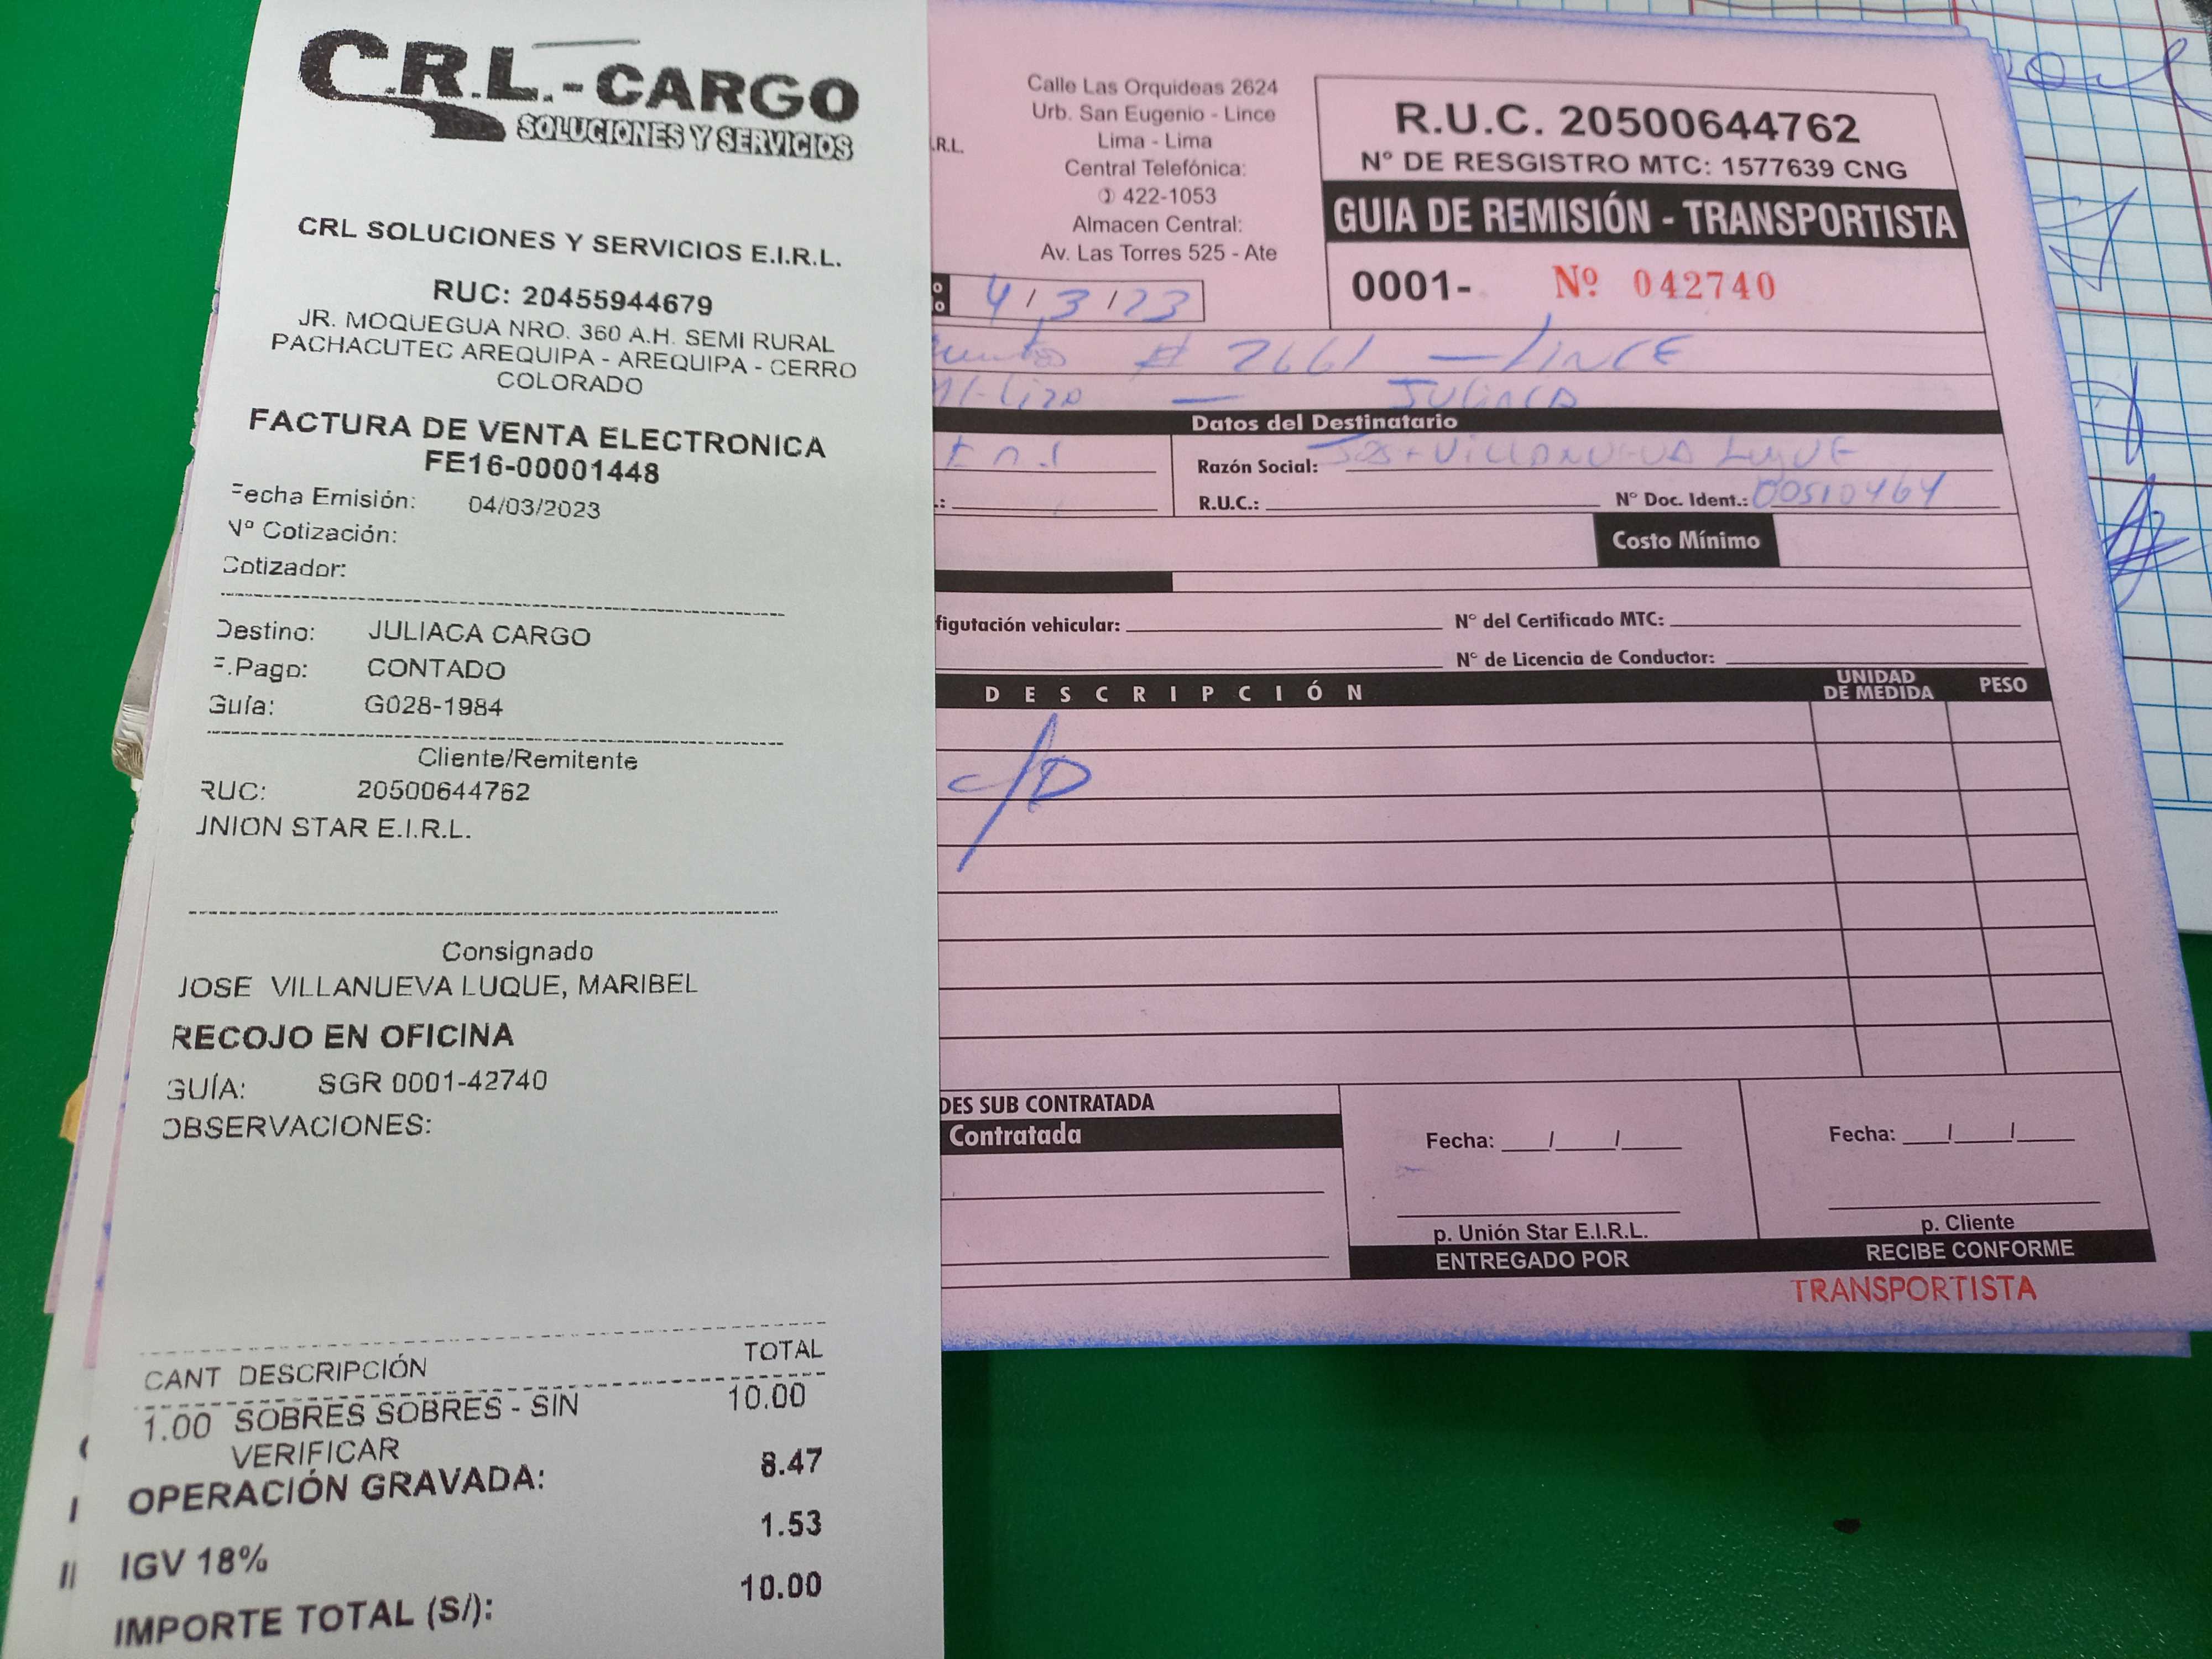 C.R.L.-CARGO
SOLUCIONES Y SERVICIOS
CRL SOLUCIONES Y SERVICIOS E.I.R.L.
RUC: 20455944679
JR. MOQUEGUA NRO. 360 A.H. SEMI RURAL
PACHACUTEC AREQUIPA - AREQUIPA - CERRO
COLORADO
FACTURA DE VENTA ELECTRONICA
FE16-00001448
Fecha Emisión: 04/03/2023
Nº Cotización:
Cotizador:
Destino: JULIACA CARGO
F.Pago: CONTADO
Guía: G028-1984
Cliente/Remitente
RUC: 20500644762
UNION STAR E.I.R.L.
Consignado
JOSE VILLANUEVA LUQUE, MARIBEL
RECOJO EN OFICINA
GUÍA: SGR 0001-42740
OBSERVACIONES:
CANT DESCRIPCIÓN TOTAL
1.00 SOBRES SOBRES - SIN 10.00
VERIFICAR
OPERACIÓN GRAVADA: 8.47
IGV 18% 1.53
IMPORTE TOTAL (S/): 10.00
.R.L.
Calle Las Orquideas 2624
Urb. San Eugenio - Lince
Lima - Lima
Central Telefónica:
422-1053
Almacen Central:
Av. Las Torres 525 - Ate
R.U.C. 20500644762
N° DE RESGISTRO MTC: 1577639 CNG
GUIA DE REMISIÓN - TRANSPORTISTA
0001- Nº 042740
4/3/23
# 2661 — LINCE
— JULIACA
Datos del Destinatario
Razón Social: VILLANUEVA LUQUE
R.U.C.: N° Doc. Ident.: 00510464
Costo Mínimo
figutación vehicular: N° del Certificado MTC:
N° de Licencia de Conductor:
DESCRIPCIÓN UNIDAD DE MEDIDA PESO
C/D
DES SUB CONTRATADA
Contratada
Fecha: / / Fecha: / /
p. Unión Star E.I.R.L. p. Cliente
ENTREGADO POR RECIBE CONFORME
TRANSPORTISTA